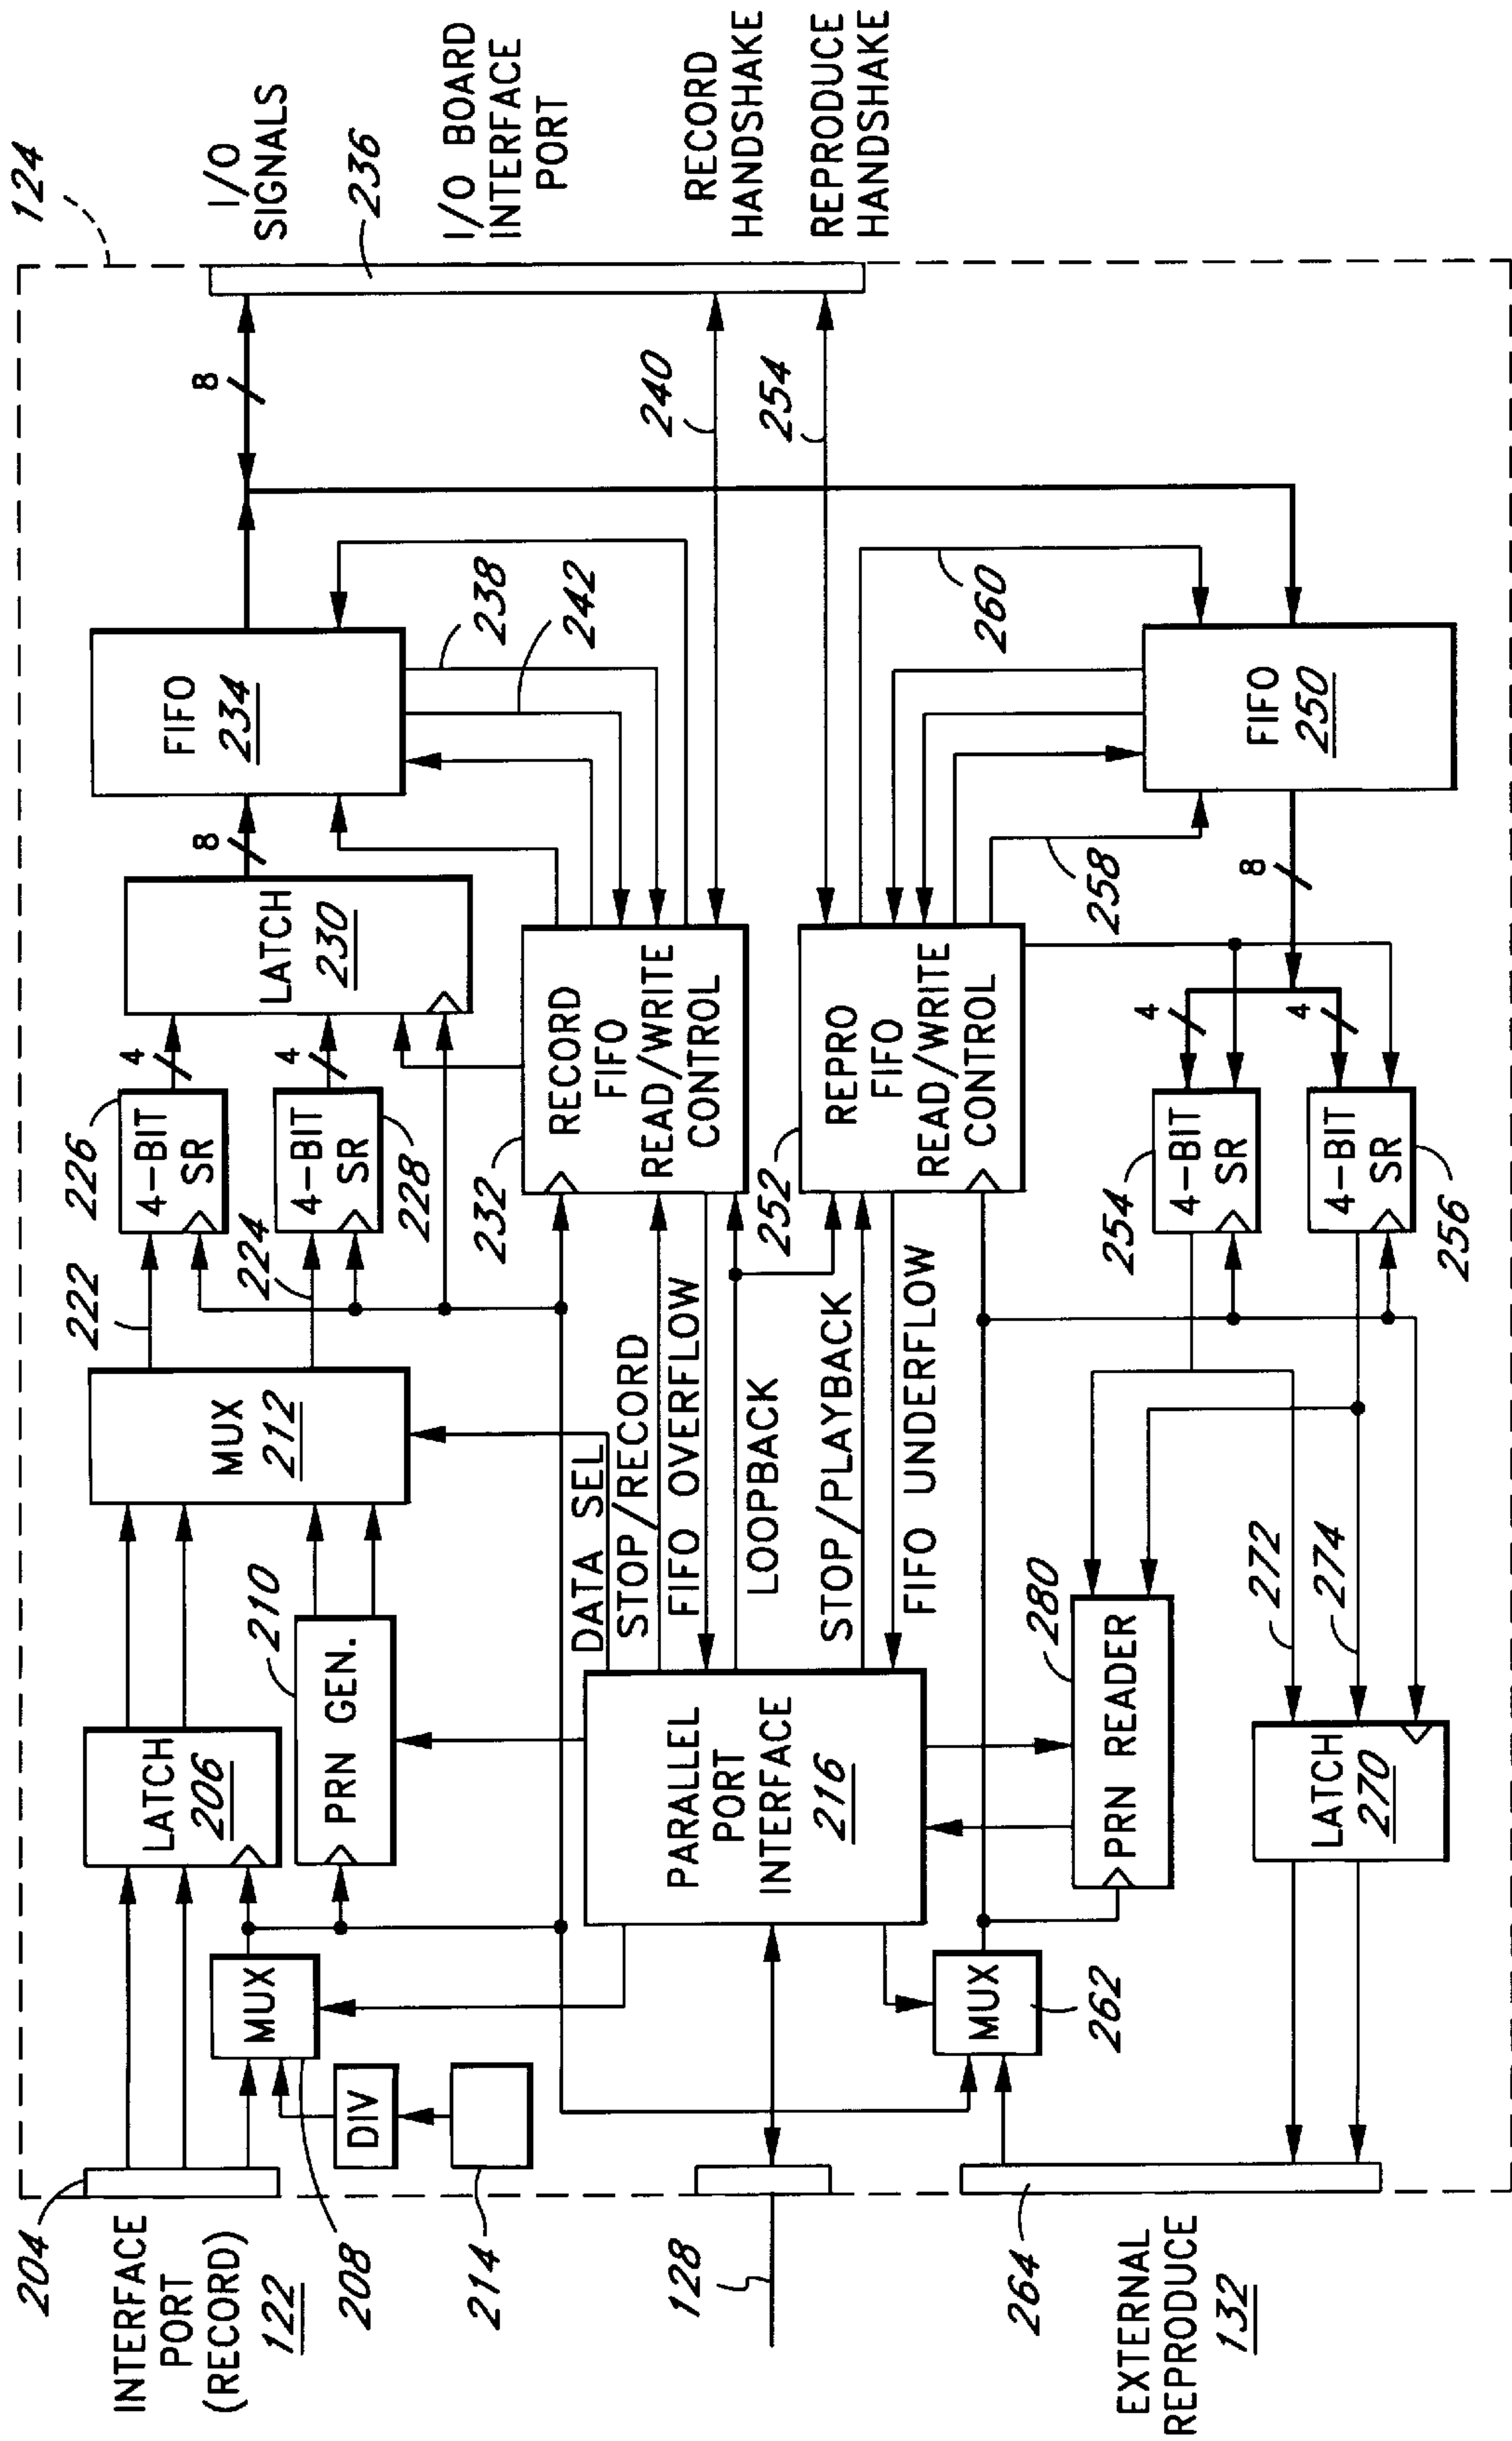 124
I/O
SIGNALS
236
I/O BOARD
INTERFACE
PORT
RECORD
HANDSHAKE
REPRODUCE
HANDSHAKE
204
INTERFACE
PORT
(RECORD)
122
208
214
128
264
EXTERNAL
REPRODUCE
132
LATCH
206
MUX
DIV
210
PRN GEN.
MUX
212
222
224
226
4-BIT
SR
4
4-BIT
SR
4
228
LATCH
230
8
FIFO
234
8
238
242
240
254
232
RECORD
FIFO
READ/WRITE
CONTROL
DATA SEL
STOP/RECORD
FIFO OVERFLOW
LOOPBACK
STOP/PLAYBACK
FIFO UNDERFLOW
PARALLEL
PORT
INTERFACE
216
252
REPRO
FIFO
READ/WRITE
CONTROL
260
258
FIFO
250
8
4
4
254
4-BIT
SR
4-BIT
SR
256
MUX
262
280
PRN READER
272
274
LATCH
270